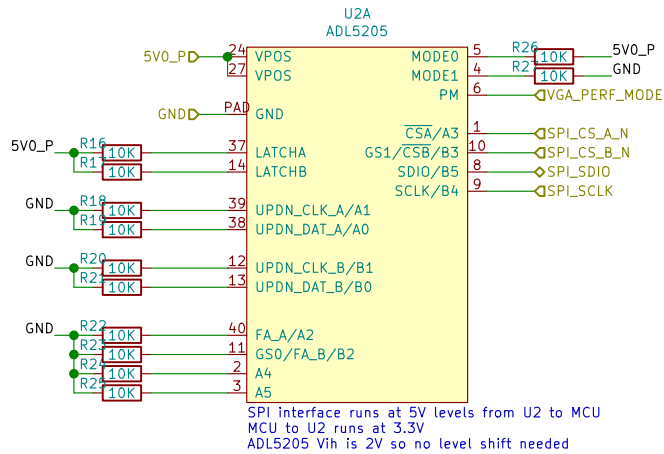 U2A
ADL5205
5V0_P 24 VPOS MODE0 5 R26 10K 5V0_P
27 VPOS MODE1 4 R27 10K GND
PM 6 VGA_PERF_MODE
GND PAD GND
CSA/A3 1 SPI_CS_A_N
5V0_P R16 10K 37 LATCHA GS1/CSB/B3 10 SPI_CS_B_N
R17 10K 14 LATCHB SDIO/B5 8 SPI_SDIO
SCLK/B4 9 SPI_SCLK
GND R18 10K 39 UPDN_CLK_A/A1
R19 10K 38 UPDN_DAT_A/A0
GND R20 10K 12 UPDN_CLK_B/B1
R21 10K 13 UPDN_DAT_B/B0
GND R22 10K 40 FA_A/A2
R23 10K 11 GS0/FA_B/B2
R24 10K 2 A4
R25 10K 3 A5
SPI interface runs at 5V levels from U2 to MCU
MCU to U2 runs at 3.3V
ADL5205 Vih is 2V so no level shift needed